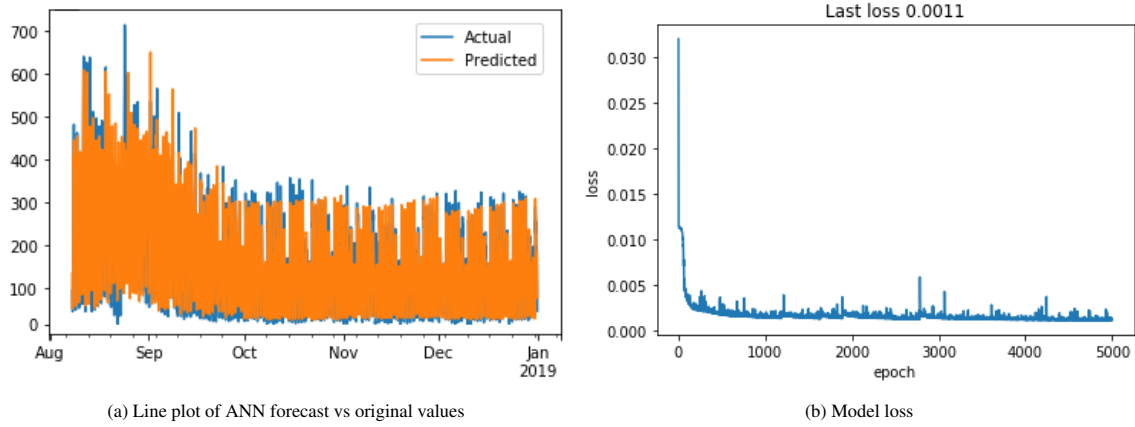 Last loss 0.0011
700
600
500
400
300
200
100
0
Actual
Predicted
Aug
Sep
Oct
Nov
Dec
Jan
2019
0.030
0.025
0.020
0.015
0.010
0.005
0.000
loss
0
1000
2000
3000
4000
5000
epoch
(a) Line plot of ANN forecast vs original values
(b) Model loss